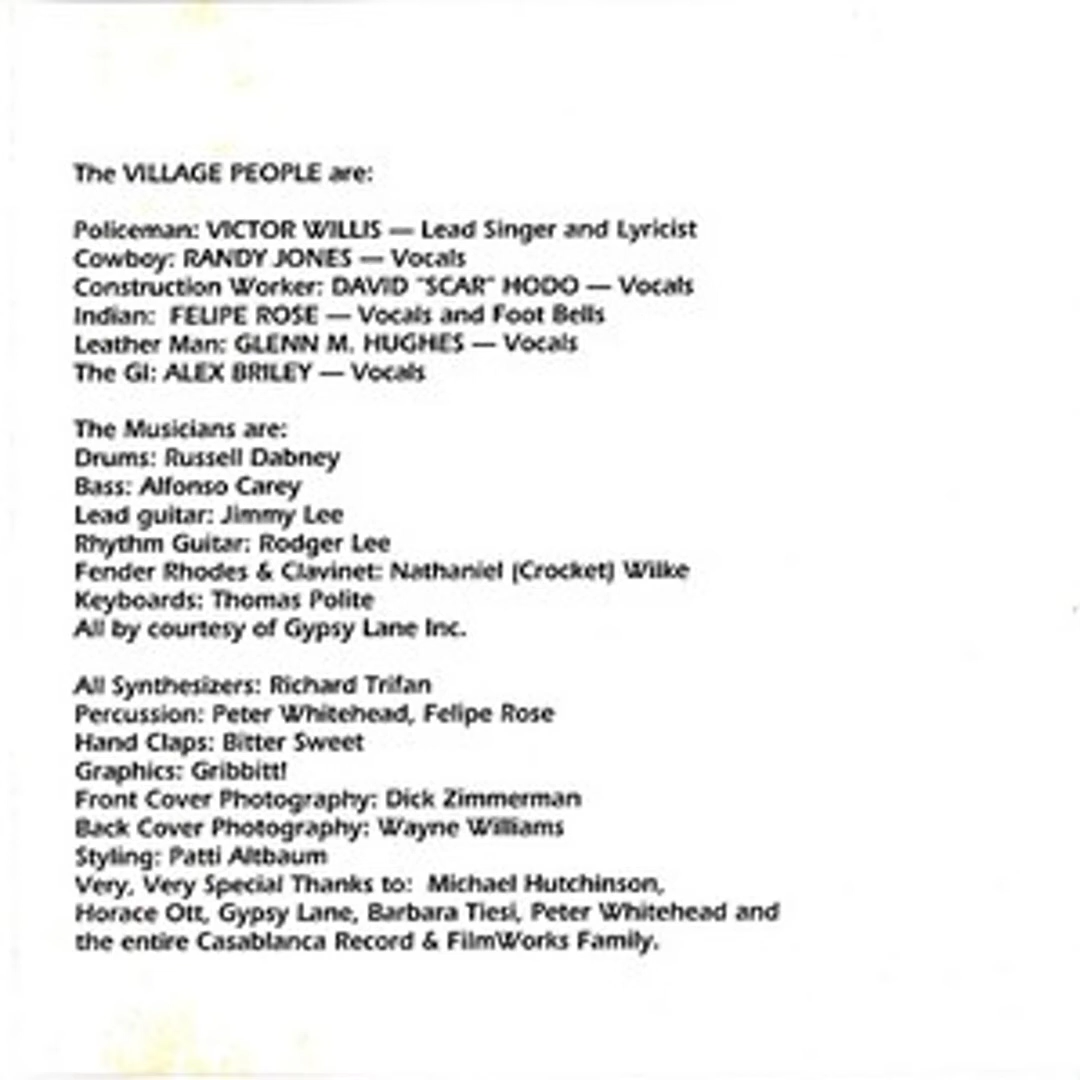 The VILLAGE PEOPLE are:
Policeman: VICTOR WILLIS — Lead Singer and Lyricist
Cowboy: RANDY JONES — Vocals
Construction Worker: DAVID "SCAR" HODO — Vocals
Indian:  FELIPE ROSE — Vocals and Foot Bells
Leather Man: GLENN M. HUGHES — Vocals
The GI: ALEX BRILEY — Vocals
The Musicians are:
Drums: Russell Dabney
Bass: Alfonso Carey
Lead guitar: Jimmy Lee
Rhythm Guitar: Rodger Lee
Fender Rhodes & Clavinet: Nathaniel (Crocket) Wilke
Keyboards: Thomas Polite
All by courtesy of Gypsy Lane Inc.
All Synthesizers: Richard Trifan
Percussion: Peter Whitehead, Felipe Rose
Hand Claps: Bitter Sweet
Graphics: Gribbitt!
Front Cover Photography: Dick Zimmerman
Back Cover Photography: Wayne Williams
Styling: Patti Altbaum
Very, Very Special Thanks to:  Michael Hutchinson,
Horace Ott, Gypsy Lane, Barbara Tiesi, Peter Whitehead and
the entire Casablanca Record & FilmWorks Family.